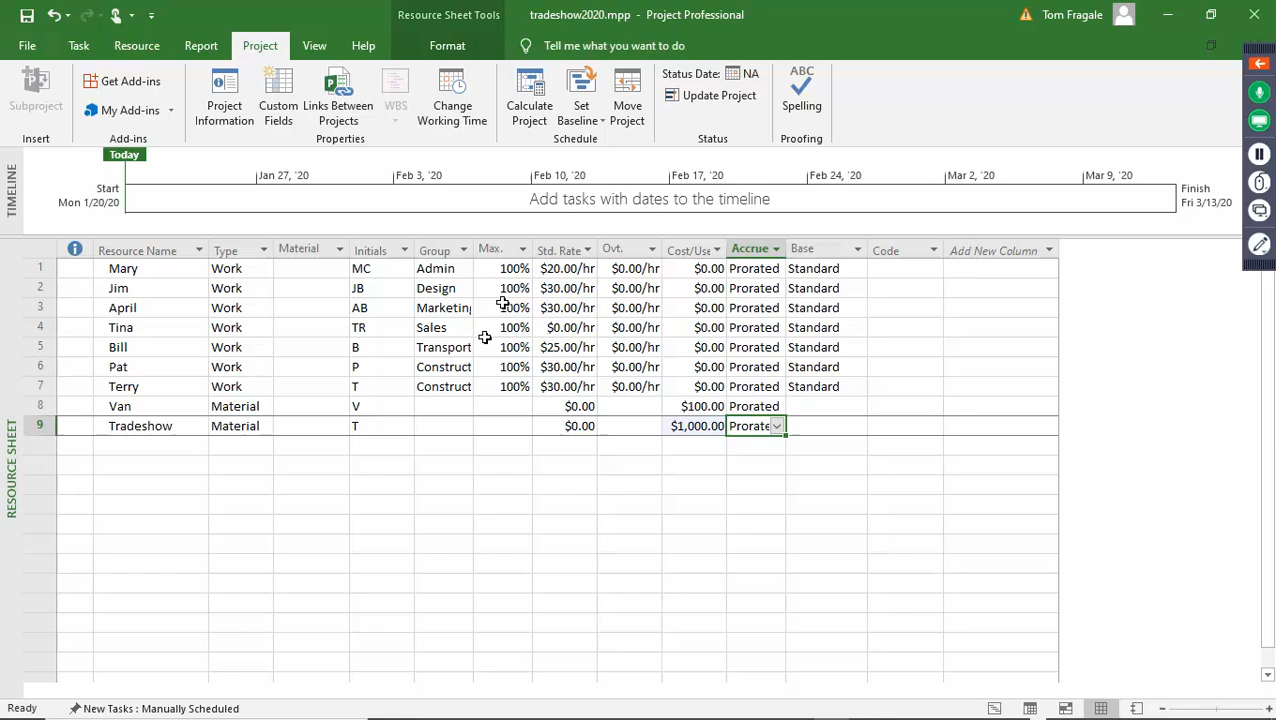 Resource Sheet Tools tradeshow2020.mpp - Project Professional Tom Fragale
File Task Resource Report Project View Help Format Tell me what you want to do
Subproject
Insert
Get Add-ins
My Add-ins
Add-ins
Project Information
Custom Fields
Links Between Projects
WBS
Change Working Time
Properties
Calculate Project
Set Baseline
Move Project
Schedule
Status Date: NA
Update Project
Status
ABC
Spelling
Proofing
TIMELINE
Today
Jan 27, '20 Feb 3, '20 Feb 10, '20 Feb 17, '20 Feb 24, '20 Mar 2, '20 Mar 9, '20
Start
Mon 1/20/20
Add tasks with dates to the timeline
Finish
Fri 3/13/20
RESOURCE SHEET
Resource Name Type Material Initials Group Max. Std. Rate Ovt. Cost/Use Accrue Base Code Add New Column
1 Mary Work MC Admin 100% $20.00/hr $0.00/hr $0.00 Prorated Standard
2 Jim Work JB Design 100% $30.00/hr $0.00/hr $0.00 Prorated Standard
3 April Work AB Marketing 100% $30.00/hr $0.00/hr $0.00 Prorated Standard
4 Tina Work TR Sales 100% $0.00/hr $0.00/hr $0.00 Prorated Standard
5 Bill Work B Transport 100% $25.00/hr $0.00/hr $0.00 Prorated Standard
6 Pat Work P Construct 100% $30.00/hr $0.00/hr $0.00 Prorated Standard
7 Terry Work T Construct 100% $30.00/hr $0.00/hr $0.00 Prorated Standard
8 Van Material V $0.00 $100.00 Prorated
9 Tradeshow Material T $0.00 $1,000.00 Prorate
Ready New Tasks : Manually Scheduled